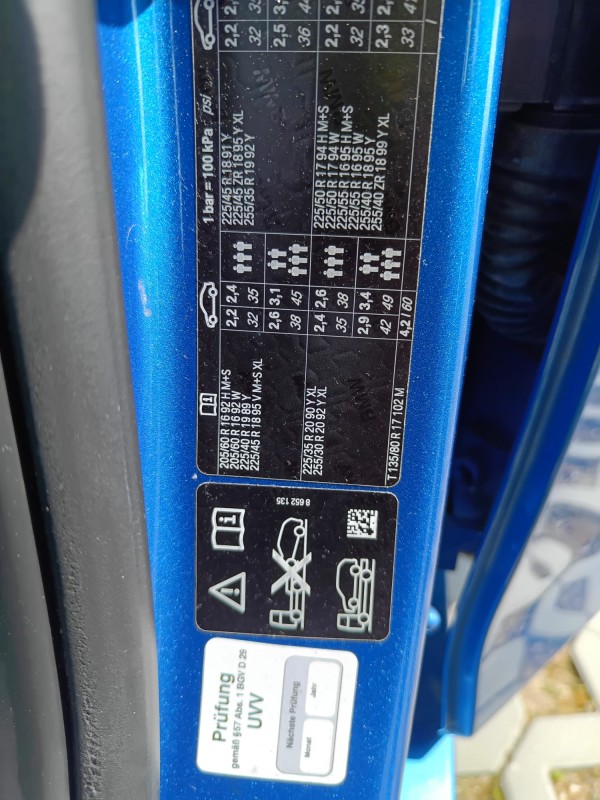 1 bar = 100 kPa / psi
205/60 R 16 92 H M+S
205/60 R 16 92 W
225/40 R 19 89 Y
225/45 R 18 95 V M+S XL
2,2 2,4
32 35
2,6 3,1
38 45
225/45 R 18 91 Y
225/45 ZR 18 95 Y XL
255/35 R 19 92 Y
2,2
32
2,5
36
225/35 R 20 90 Y XL
255/30 R 20 92 Y XL
2,4 2,6
35 38
2,9 3,4
42 49
225/50 R 17 94 H M+S
225/50 R 17 94 W
225/55 R 16 95 H M+S
225/55 R 16 95 W
255/40 R 18 95 Y
255/40 ZR 18 99 Y XL
2,2
32
2,3
33
T 135/80 R 17 102 M
4,2 / 60
8 652 135
Prüfung
UVV
gemäß §57 Abs. 1 BGV D 29
Nächste Prüfung
Monat
Jahr